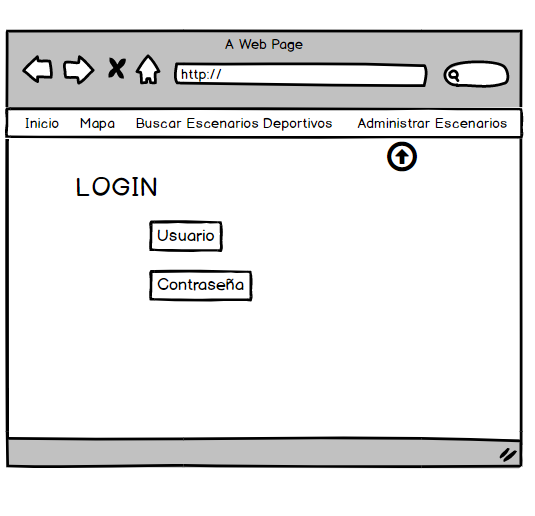 A Web Page
http://
Inicio Mapa Buscar Escenarios Deportivos Administrar Escenarios
LOGIN
Usuario
Contraseña